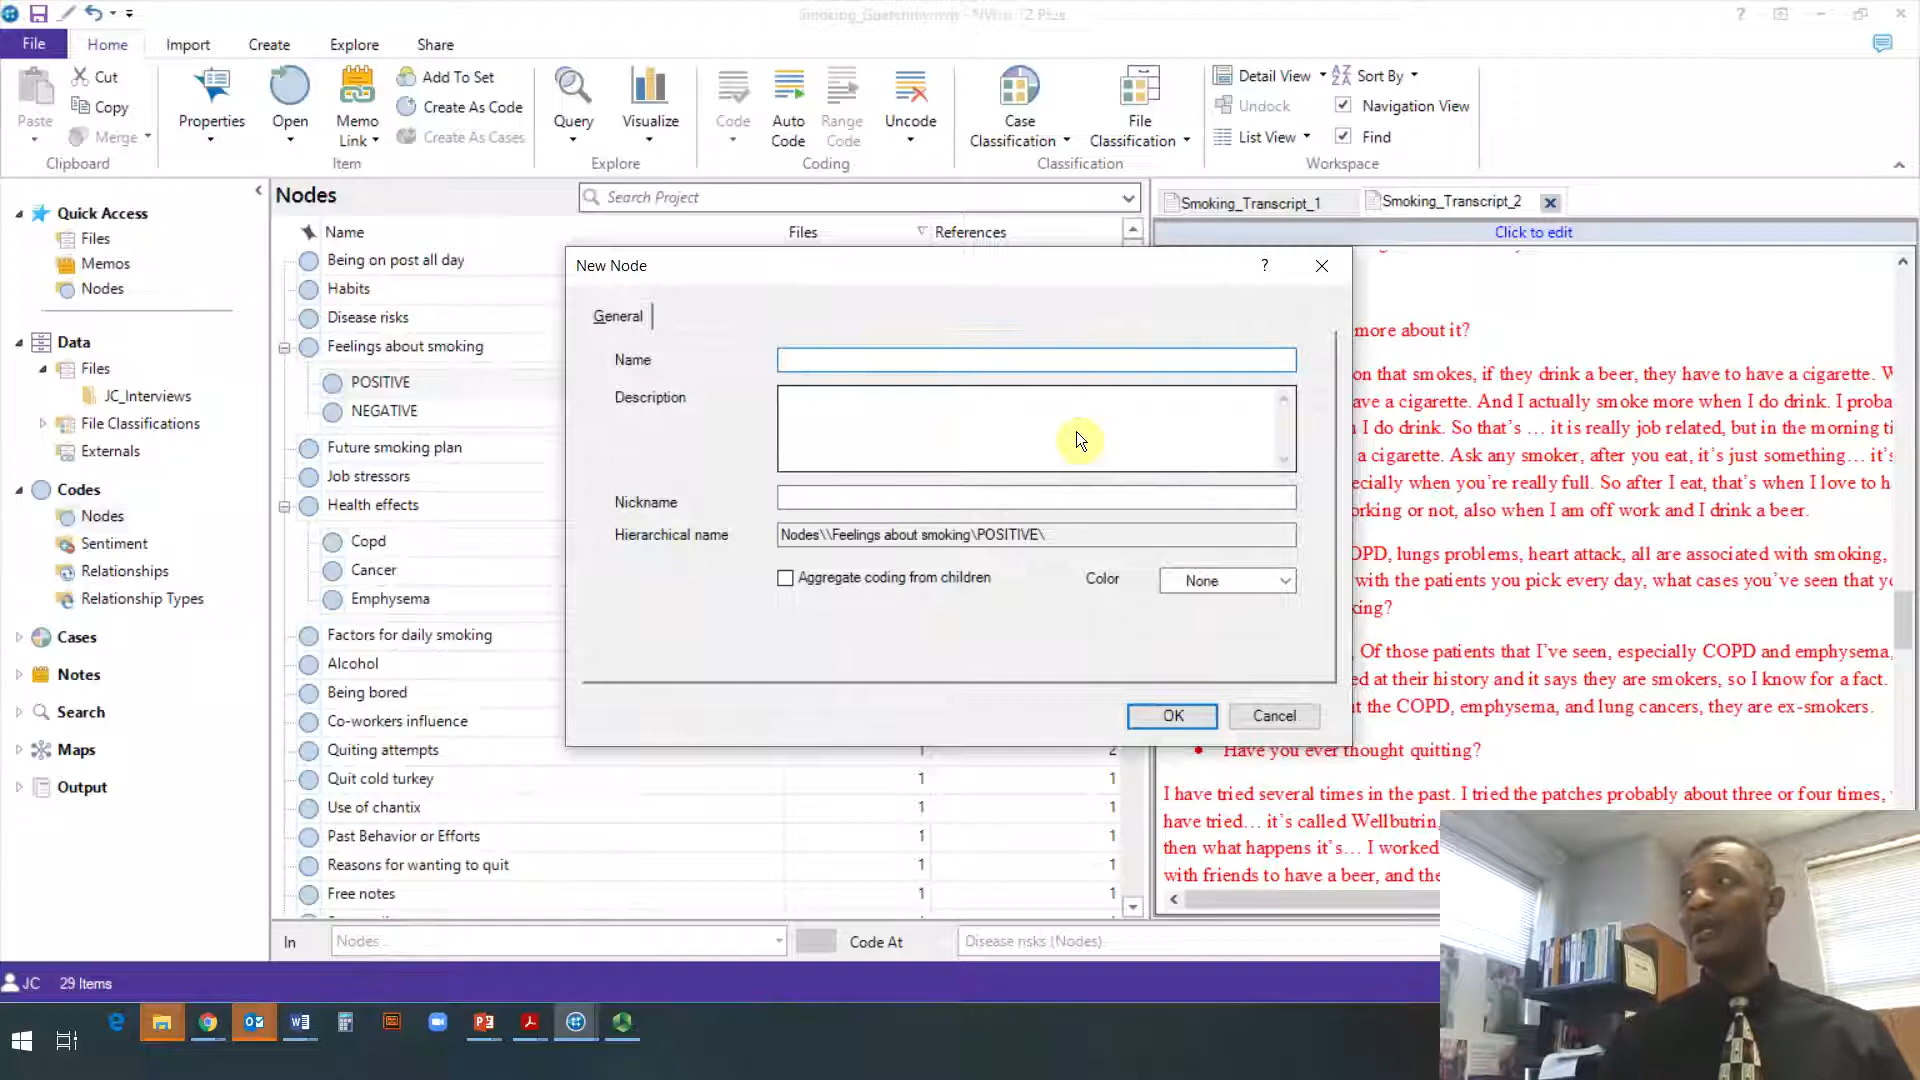 File
Home
Import
Create
Explore
Share
Paste
Cut
Copy
Merge
Clipboard
Properties
Open
Memo
Link
Add To Set
Create As Code
Create As Cases
Item
Query
Visualize
Explore
Code
Auto
Code
Range
Code
Uncode
Coding
Case
Classification
File
Classification
Classification
Detail View
Sort By
Undock
Navigation View
List View
Find
Workspace
Quick Access
Files
Memos
Nodes
Data
Files
JC_Interviews
File Classifications
Externals
Codes
Nodes
Sentiment
Relationships
Relationship Types
Cases
Notes
Search
Maps
Output
Nodes
Search Project
Name Files References
Being on post all day
Habits
Disease risks
Feelings about smoking
POSITIVE
NEGATIVE
Future smoking plan
Job stressors
Health effects
Copd
Cancer
Emphysema
Factors for daily smoking
Alcohol
Being bored
Co-workers influence
Quiting attempts 1 2
Quit cold turkey 1 1
Use of chantix 1 1
Past Behavior or Efforts 1 1
Reasons for wanting to quit 1 1
Free notes 1 1
In Nodes Code At Disease risks (Nodes)
New Node
?
General
Name
Description
Nickname
Hierarchical name Nodes\\Feelings about smoking\POSITIVE\
Aggregate coding from children Color None
OK Cancel
Smoking_Transcript_1
Smoking_Transcript_2
Click to edit
more about it?
on that smokes, if they drink a beer, they have to have a cigarette.
ave a cigarette. And I actually smoke more when I do drink. I proba
I do drink. So that's … it is really job related, but in the morning ti
a cigarette. Ask any smoker, after you eat, it's just something… it's
ecially when you're really full. So after I eat, that's when I love to h
orking or not, also when I am off work and I drink a beer.
OPD, lungs problems, heart attack, all are associated with smoking,
with the patients you pick every day, what cases you've seen that yo
king?
Of those patients that I've seen, especially COPD and emphysema,
ed at their history and it says they are smokers, so I know for a fact.
t the COPD, emphysema, and lung cancers, they are ex-smokers.
• Have you ever thought quitting?
I have tried several times in the past. I tried the patches probably about three or four times,
have tried… it's called Wellbutrin,
then what happens it's… I worked
with friends to have a beer, and the
JC 29 Items